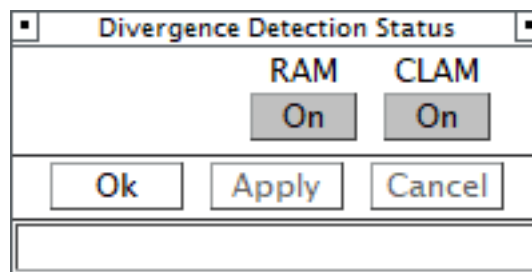 Divergence Detection Status
RAM CLAM
On On
Ok Apply Cancel